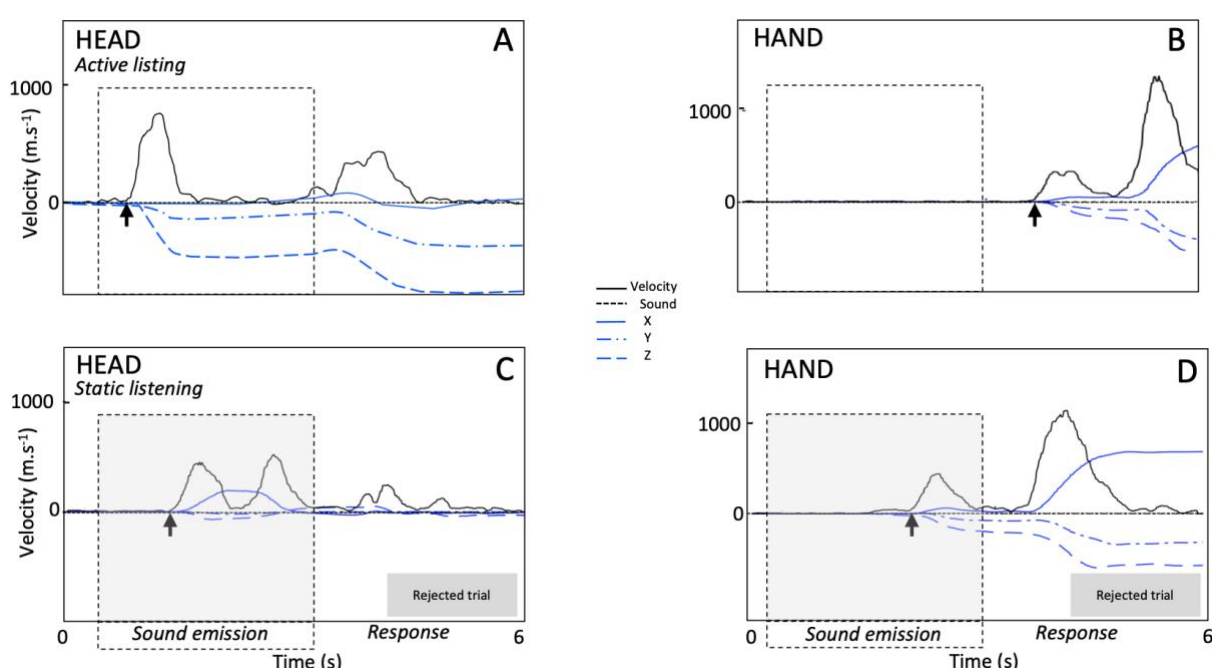 HEAD
A
Active listing
1000
0
Velocity (m.s-1)
HAND
B
1000
0
Velocity
Sound
X
Y
Z
HEAD
C
Static listening
1000
0
Velocity (m.s-1)
Rejected trial
0
Sound emission
Response
6
Time (s)
HAND
D
1000
0
Rejected trial
0
Sound emission
Response
6
Time (s)